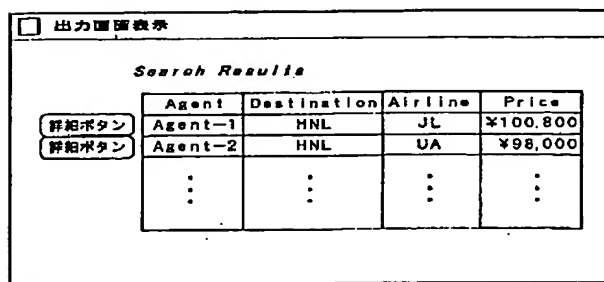 出力画面表示
Search Results
Agent Destination Airline Price
詳細ボタン Agent-1 HNL JL ¥100,800
詳細ボタン Agent-2 HNL UA ¥98,000